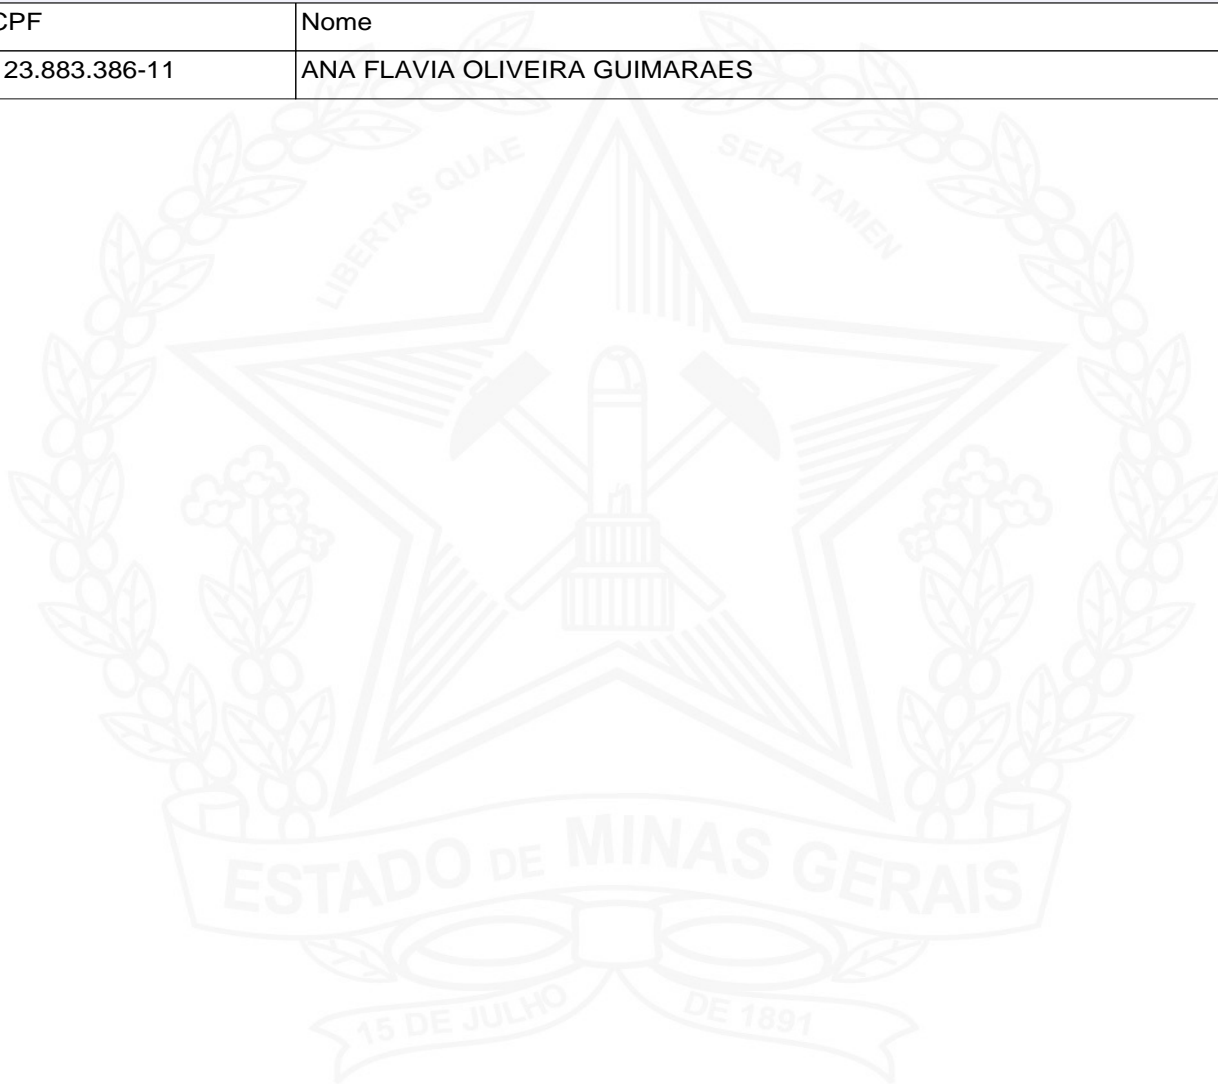 CPF Nome
23.883.386-11 ANA FLAVIA OLIVEIRA GUIMARAES
LIBERTAS QUAE SERA TAMEN
ESTADO DE MINAS GERAIS
15 DE JULHO DE 1891